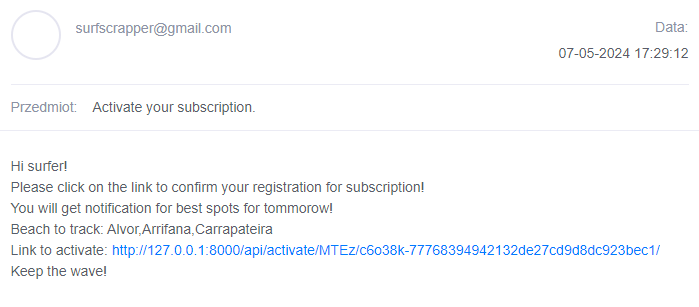 surfscrapper@gmail.com
Data:
07-05-2024 17:29:12
Przedmiot: Activate your subscription.
Hi surfer!
Please click on the link to confirm your registration for subscription!
You will get notification for best spots for tommorow!
Beach to track: Alvor,Arrifana,Carrapateira
Link to activate: http://127.0.0.1:8000/api/activate/MTEz/c6o38k-77768394942132de27cd9d8dc923bec1/
Keep the wave!